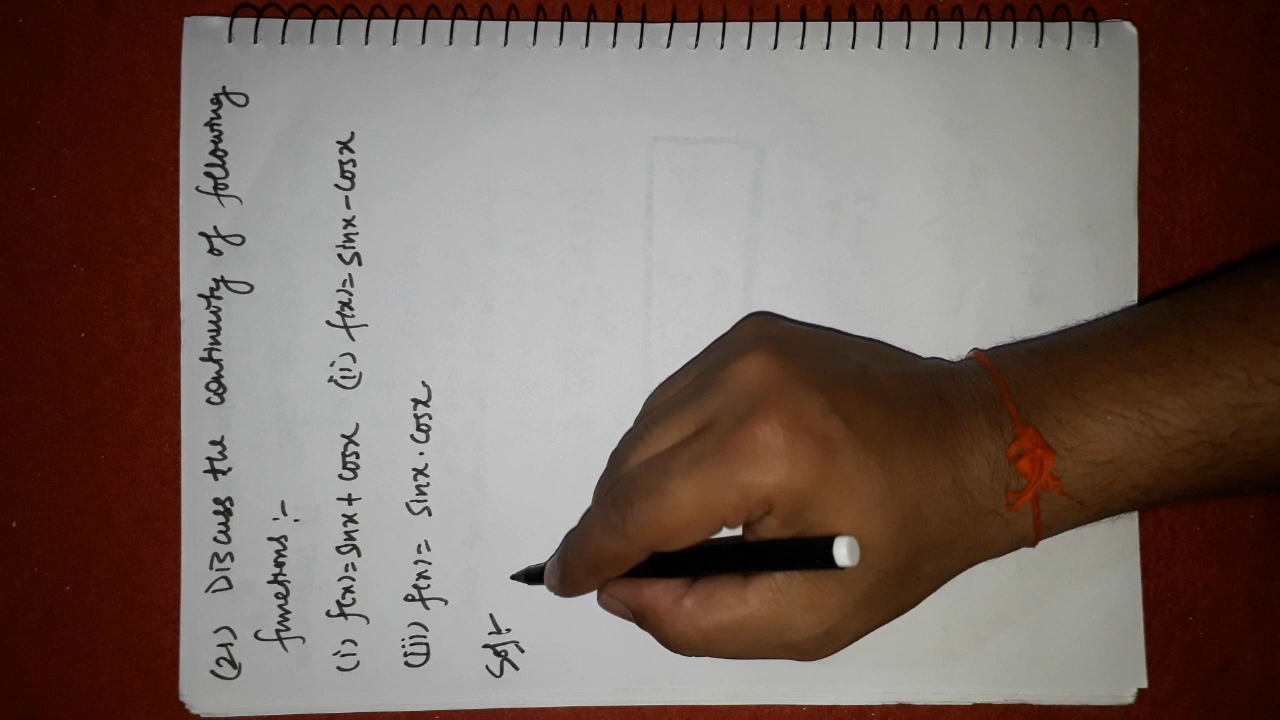 (21) Discuss the continuity of following
functions :-
(i) f(x) = sinx + cosx (ii) f(x) = sinx - cosx
(iii) f(x) = sinx . cosx
Sol:-